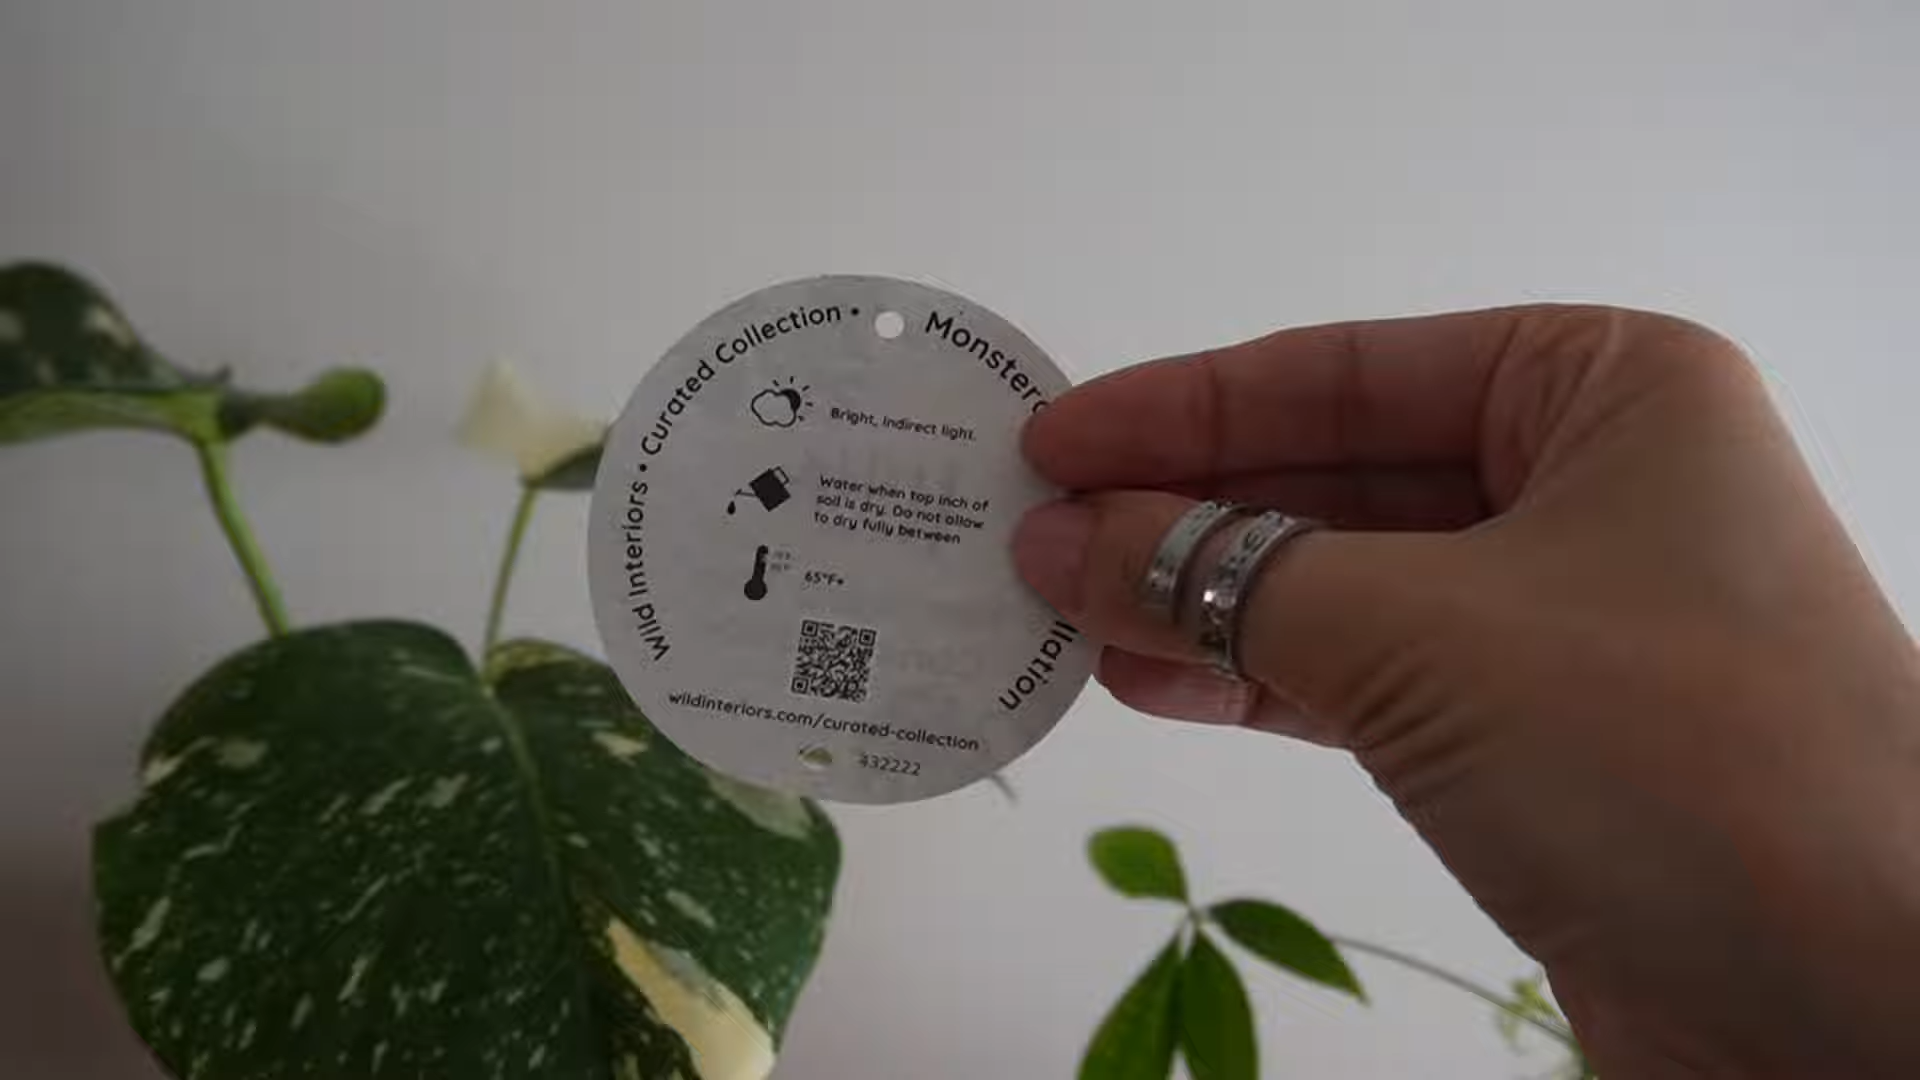 Wild Interiors • Curated Collection •
Monstera
llation
Bright, indirect light.
Water when top inch of
soil is dry. Do not allow
to dry fully between
65°F+
wildinteriors.com/curated-collection
432222